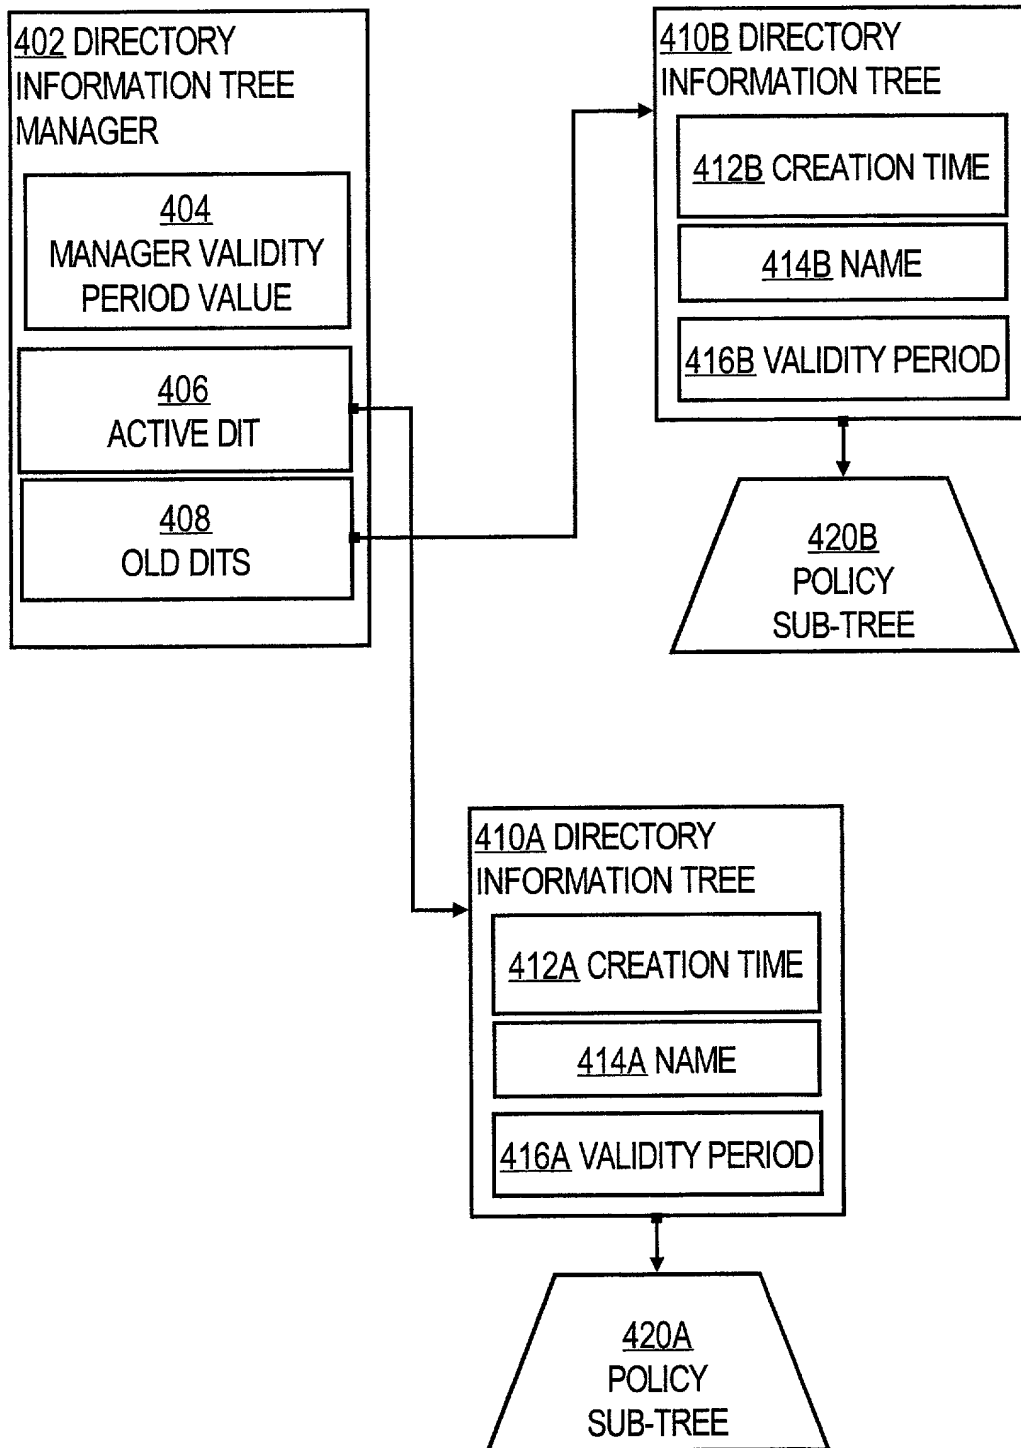 402 DIRECTORY
INFORMATION TREE
MANAGER
404
MANAGER VALIDITY
PERIOD VALUE
406
ACTIVE DIT
408
OLD DITS
410B DIRECTORY
INFORMATION TREE
412B CREATION TIME
414B NAME
416B VALIDITY PERIOD
420B
POLICY
SUB-TREE
410A DIRECTORY
INFORMATION TREE
412A CREATION TIME
414A NAME
416A VALIDITY PERIOD
420A
POLICY
SUB-TREE